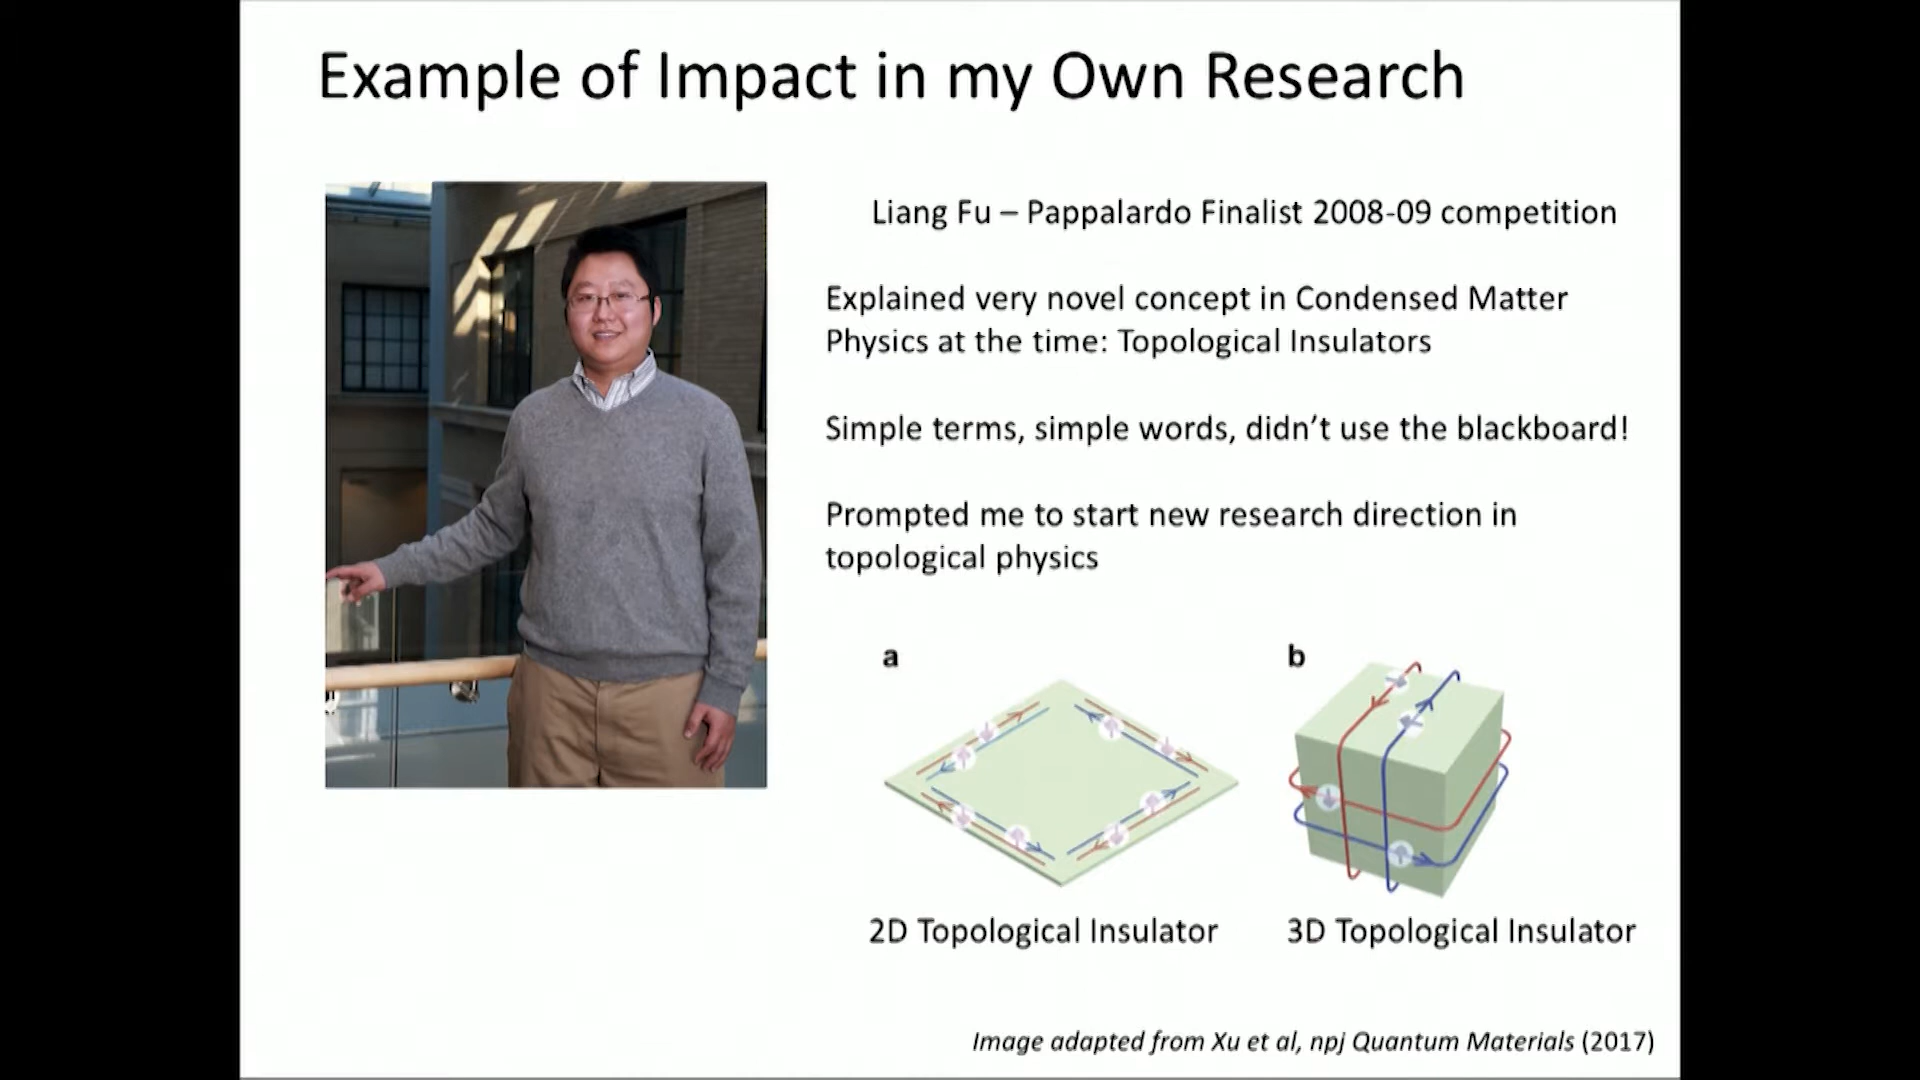 Example of Impact in my Own Research
Liang Fu – Pappalardo Finalist 2008-09 competition
Explained very novel concept in Condensed Matter
Physics at the time: Topological Insulators
Simple terms, simple words, didn’t use the blackboard!
Prompted me to start new research direction in
topological physics
a
b
2D Topological Insulator
3D Topological Insulator
Image adapted from Xu et al, npj Quantum Materials (2017)